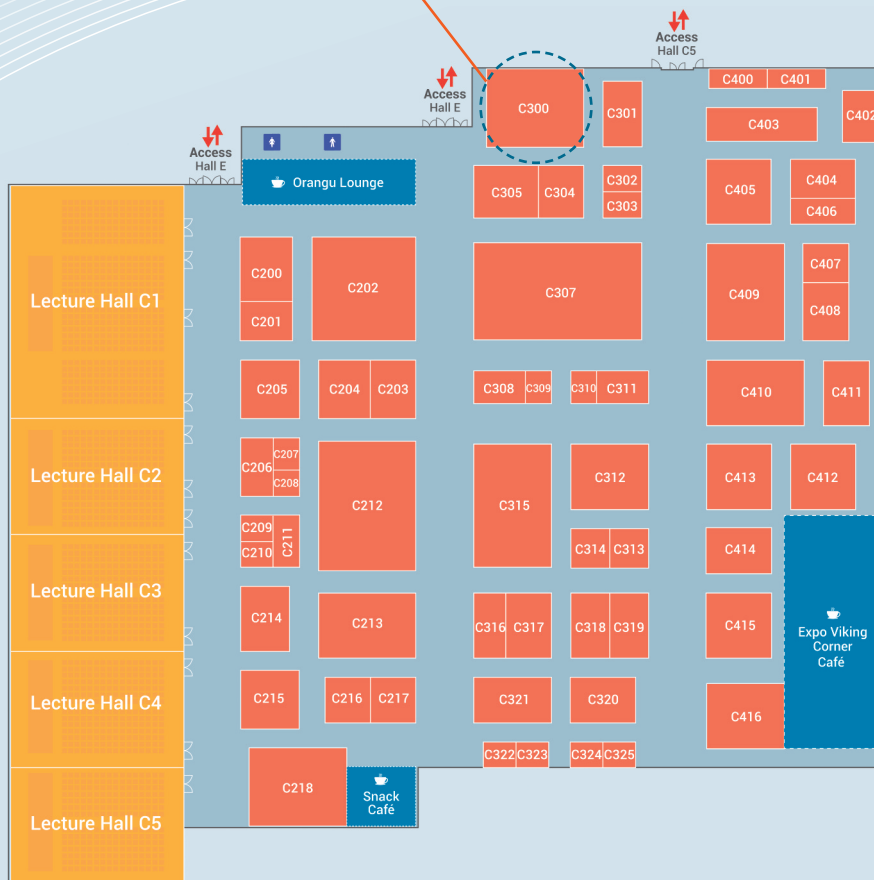 Access
Hall C5
Access
Hall E
Access
Hall E
C300
C301
C400
C401
C402
C403
Orangu Lounge
C305
C304
C302
C303
C405
C404
C406
Lecture Hall C1
C200
C201
C202
C307
C409
C407
C408
C205
C204
C203
C308
C309
C310
C311
C410
C411
Lecture Hall C2
C206
C207
C208
C212
C315
C312
C413
C412
C209
C210
C211
C314
C313
C414
Lecture Hall C3
C214
C213
C316
C317
C318
C319
C415
Expo Viking
Corner
Café
Lecture Hall C4
C215
C216
C217
C321
C320
C416
C322
C323
C324
C325
C218
Snack
Café
Lecture Hall C5